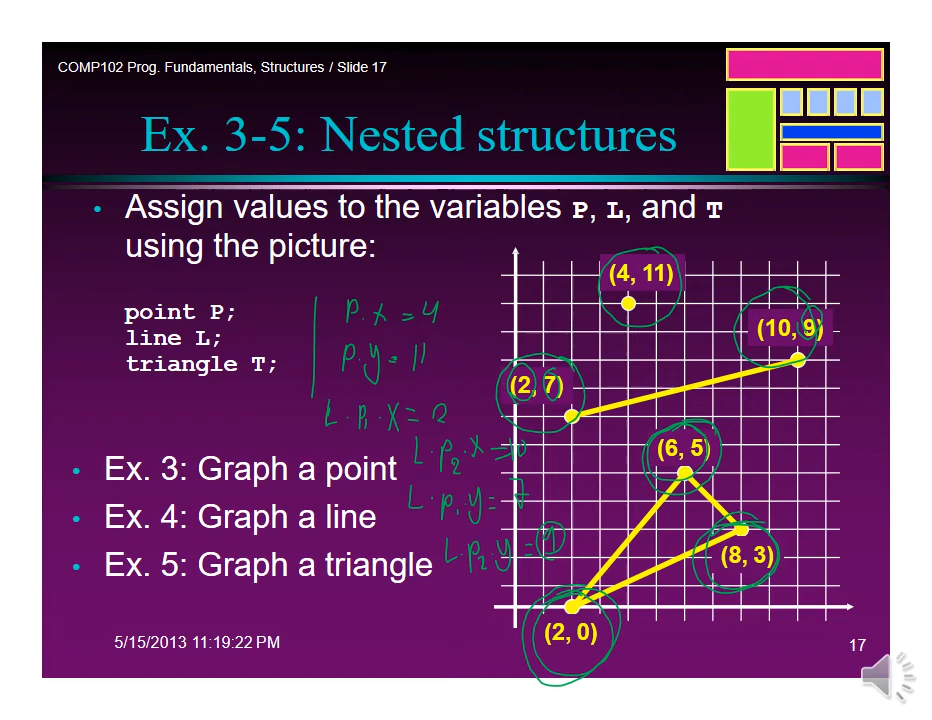 COMP102 Prog. Fundamentals, Structures / Slide 17
Ex. 3-5: Nested structures
• Assign values to the variables P, L, and T
using the picture:
point P;
line L;
triangle T;
P.x = 4
P.y = 11
L.P1.x = 2
L.P2.x = 10
L.P1.y = 7
L.P2.y = 9
• Ex. 3: Graph a point
• Ex. 4: Graph a line
• Ex. 5: Graph a triangle
(4, 11)
(10, 9)
(2, 7)
(6, 5)
(8, 3)
(2, 0)
5/15/2013 11:19:22 PM
17